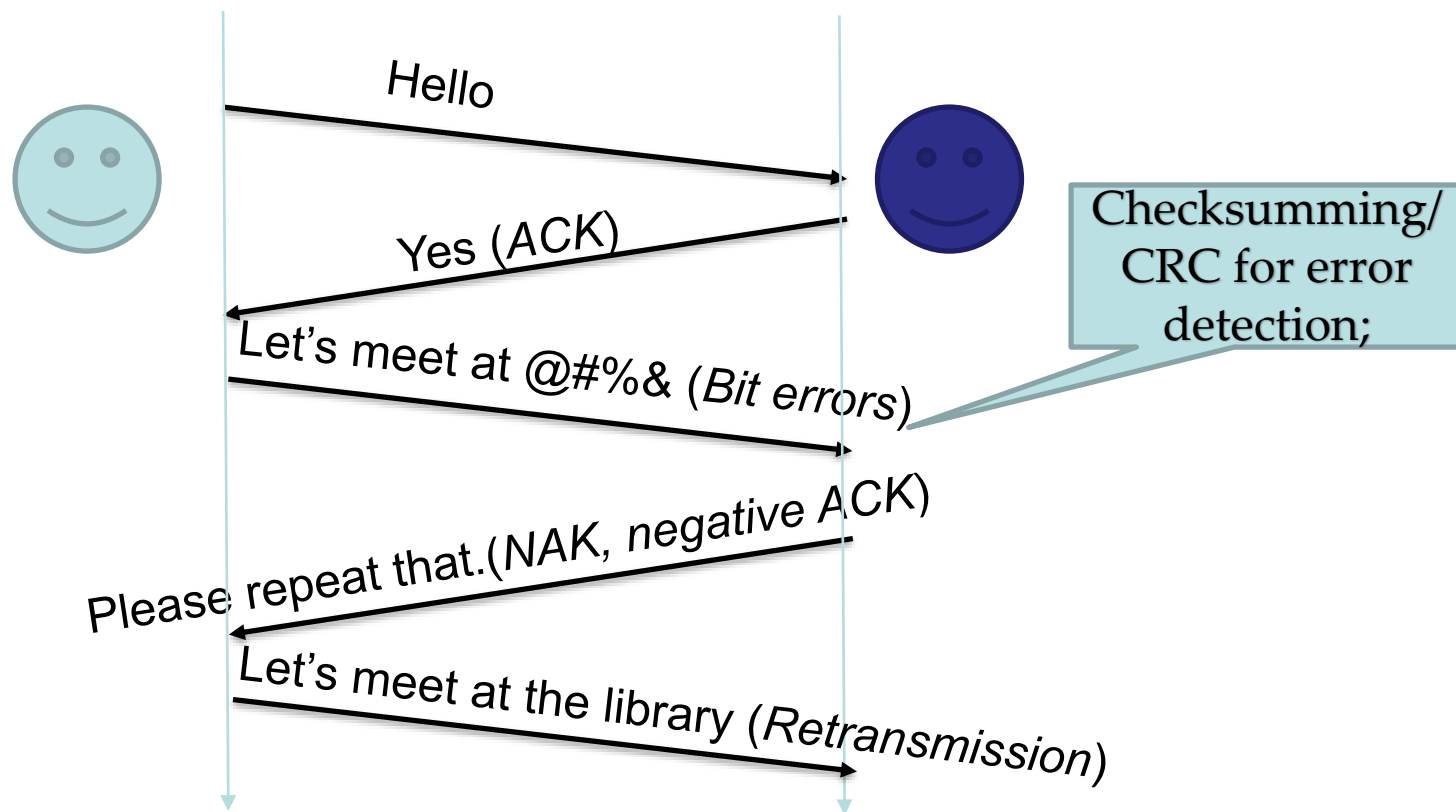 Hello
Yes (ACK)
Checksumming/
CRC for error
detection;
Let’s meet at @#%& (Bit errors)
Please repeat that.(NAK, negative ACK)
Let’s meet at the library (Retransmission)